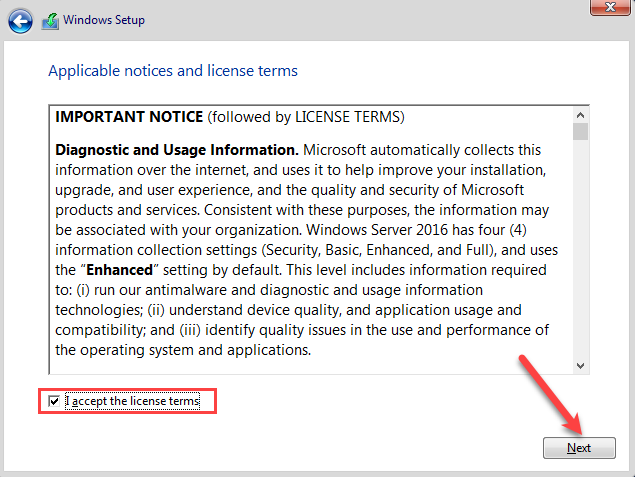 Windows Setup
Applicable notices and license terms
IMPORTANT NOTICE (followed by LICENSE TERMS)
Diagnostic and Usage Information. Microsoft automatically collects this
information over the internet, and uses it to help improve your installation,
upgrade, and user experience, and the quality and security of Microsoft
products and services. Consistent with these purposes, the information may
be associated with your organization. Windows Server 2016 has four (4)
information collection settings (Security, Basic, Enhanced, and Full), and uses
the “Enhanced” setting by default. This level includes information required
to: (i) run our antimalware and diagnostic and usage information
technologies; (ii) understand device quality, and application usage and
compatibility; and (iii) identify quality issues in the use and performance of
the operating system and applications.
I accept the license terms
Next